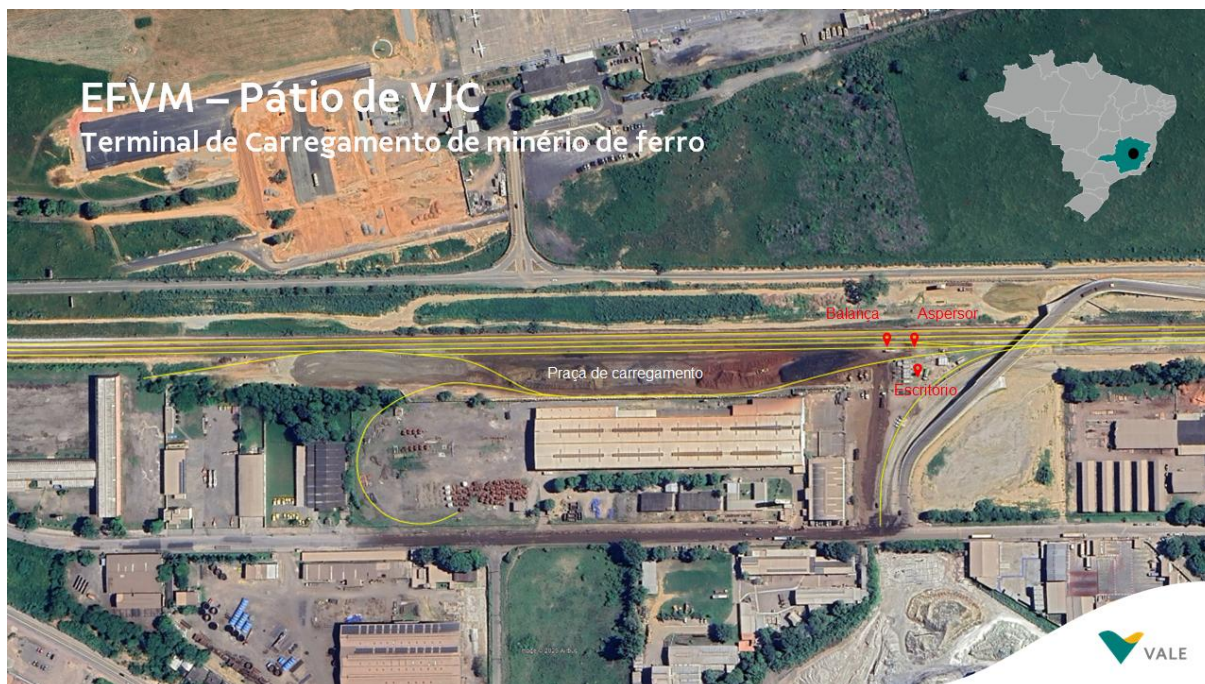 EFVM – Pátio de VJC
Terminal de Carregamento de minério de ferro
Balança
Aspersor
Praça de carregamento
Escritório
VALE